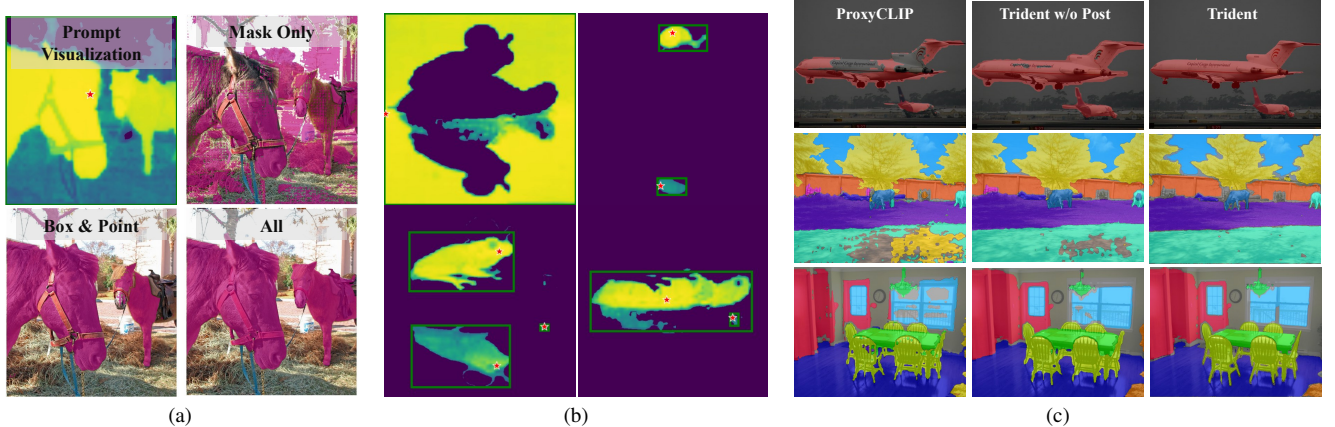 Prompt
Visualization
Mask Only
Box & Point
All
(a)
(b)
ProxyCLIP
Trident w/o Post
Trident
(c)